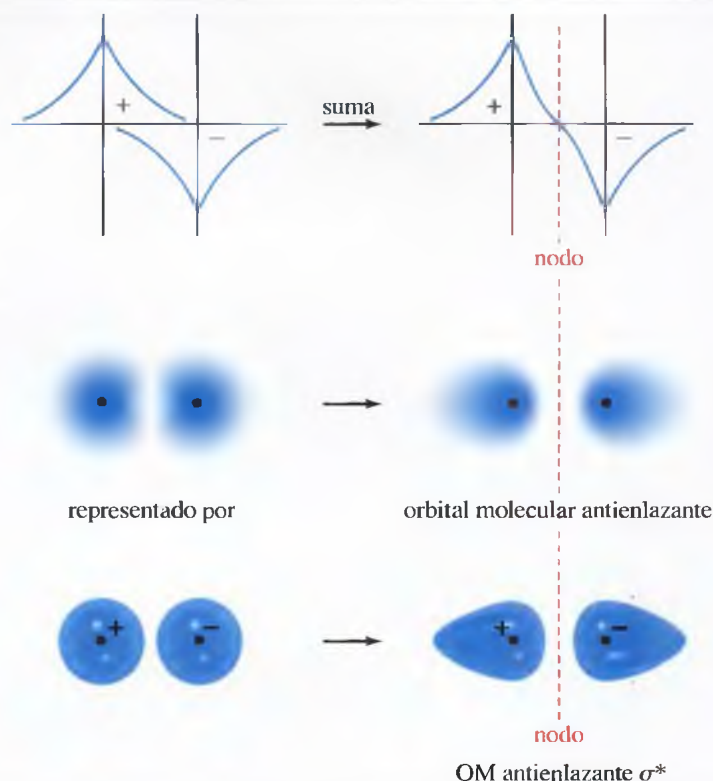 +
−
suma
+
−
nodo
representado por
orbital molecular antienlazante
+
−
+
−
nodo
OM antienlazante σ*